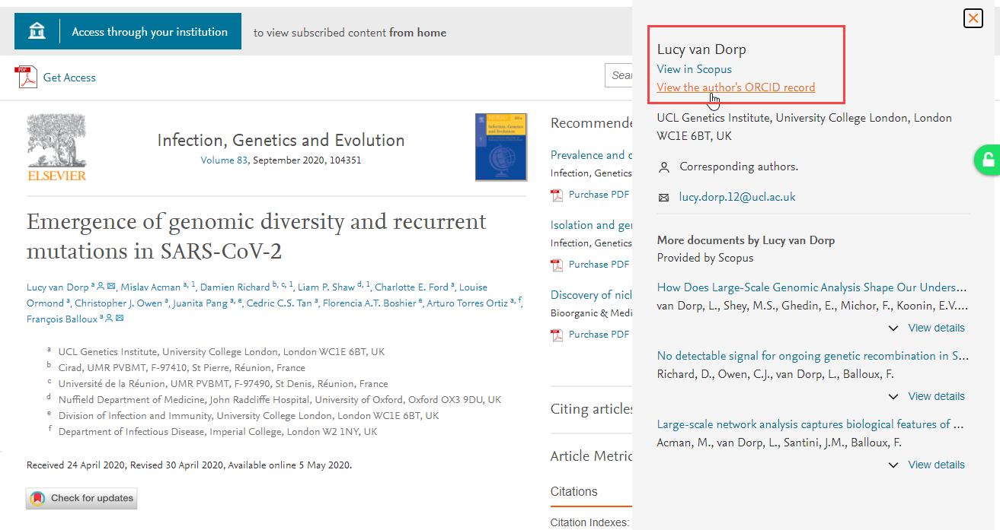 Access through your institution
to view subscribed content from home
PDF
Get Access
Sear
ELSEVIER
Infection, Genetics and Evolution
Volume 83, September 2020, 104351
Infection, Genetics
and Evolution
Emergence of genomic diversity and recurrent
mutations in SARS-CoV-2
Lucy van Dorp a, Mislav Acman a, 1, Damien Richard b, c, 1, Liam P. Shaw d, 1, Charlotte E. Ford a, Louise
Ormond a, Christopher J. Owen a, Juanita Pang a, e, Cedric C.S. Tan a, Florencia A.T. Boshier e, Arturo Torres Ortiz a, f,
François Balloux a
a UCL Genetics Institute, University College London, London WC1E 6BT, UK
b Cirad, UMR PVBMT, F-97410, St Pierre, Réunion, France
c Université de la Réunion, UMR PVBMT, F-97490, St Denis, Réunion, France
d Nuffield Department of Medicine, John Radcliffe Hospital, University of Oxford, Oxford OX3 9DU, UK
e Division of Infection and Immunity, University College London, London WC1E 6BT, UK
f Department of Infectious Disease, Imperial College, London W2 1NY, UK
Received 24 April 2020, Revised 30 April 2020, Available online 5 May 2020.
Check for updates
Recommende
Prevalence and c
Infection, Genetics
PDF
Purchase PDF
Isolation and ger
Infection, Genetics
PDF
Purchase PDF
Discovery of nicl
Bioorganic & Medi
PDF
Purchase PDF
Citing articles
Article Metric
Citations
Citation Indexes:
Lucy van Dorp
View in Scopus
View the author's ORCID record
UCL Genetics Institute, University College London, London
WC1E 6BT, UK
Corresponding authors.
lucy.dorp.12@ucl.ac.uk
More documents by Lucy van Dorp
Provided by Scopus
How Does Large-Scale Genomic Analysis Shape Our Unders...
van Dorp, L., Shey, M.S., Ghedin, E., Michor, F., Koonin, E.V....
View details
No detectable signal for ongoing genetic recombination in S...
Richard, D., Owen, C.J., van Dorp, L., Balloux, F.
View details
Large-scale network analysis captures biological features of ...
Acman, M., van Dorp, L., Santini, J.M., Balloux, F.
View details